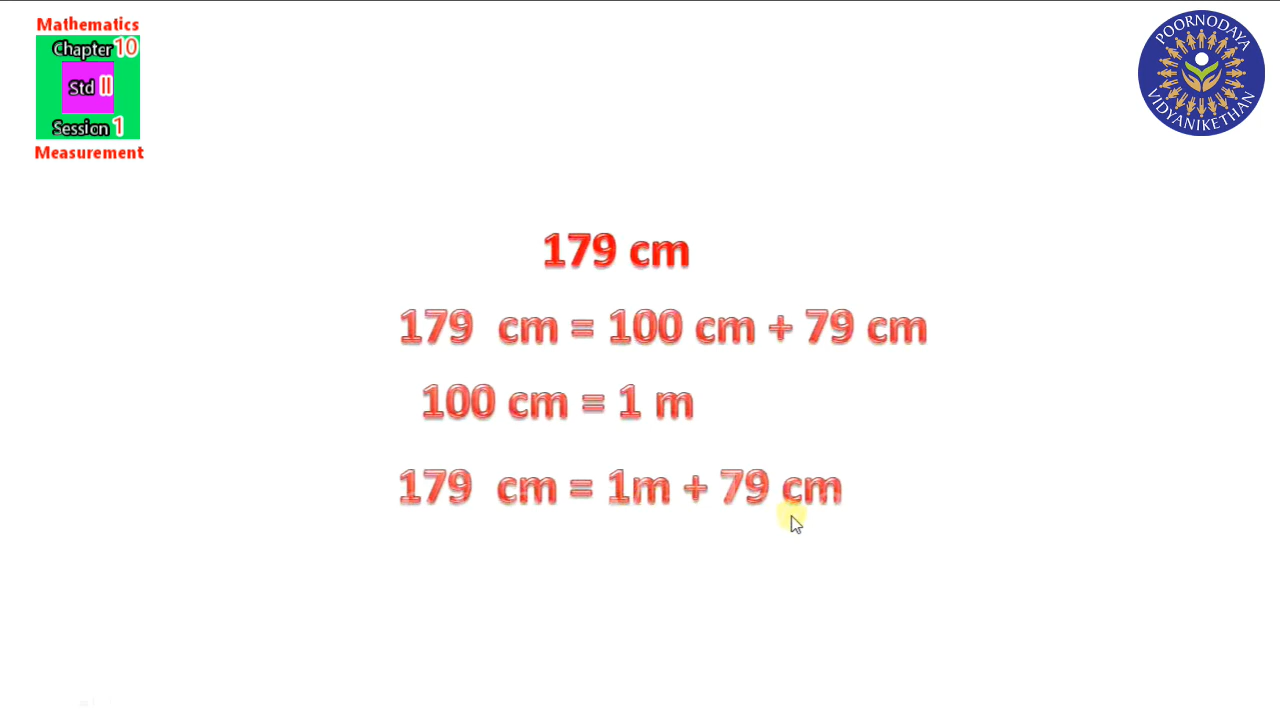 Mathematics
Chapter 10
Std II
Session 1
Measurement
POORNODAYA
VIDYANIKETHAN
179 cm
179 cm = 100 cm + 79 cm
100 cm = 1 m
179 cm = 1m + 79 cm